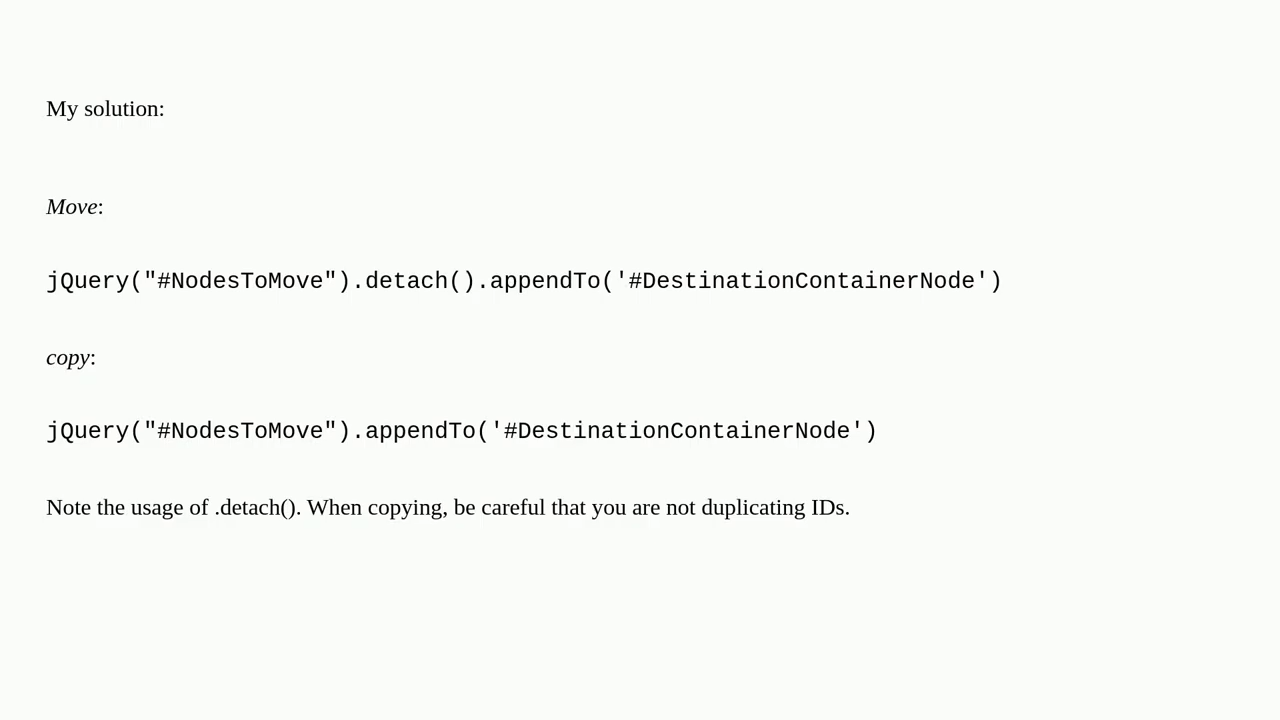 My solution:
Move:
jQuery("#NodesToMove").detach().appendTo('#DestinationContainerNode')
copy:
jQuery("#NodesToMove").appendTo('#DestinationContainerNode')
Note the usage of .detach(). When copying, be careful that you are not duplicating IDs.